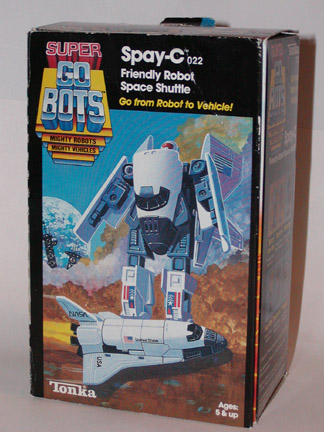 SUPER
GO
BOTS
MIGHTY ROBOTS
MIGHTY VEHICLES
Spay-C™ 022
Friendly Robot
Space Shuttle
Go from Robot to Vehicle!
NASA
USA
United States
Tonka
Ages:
5 & up